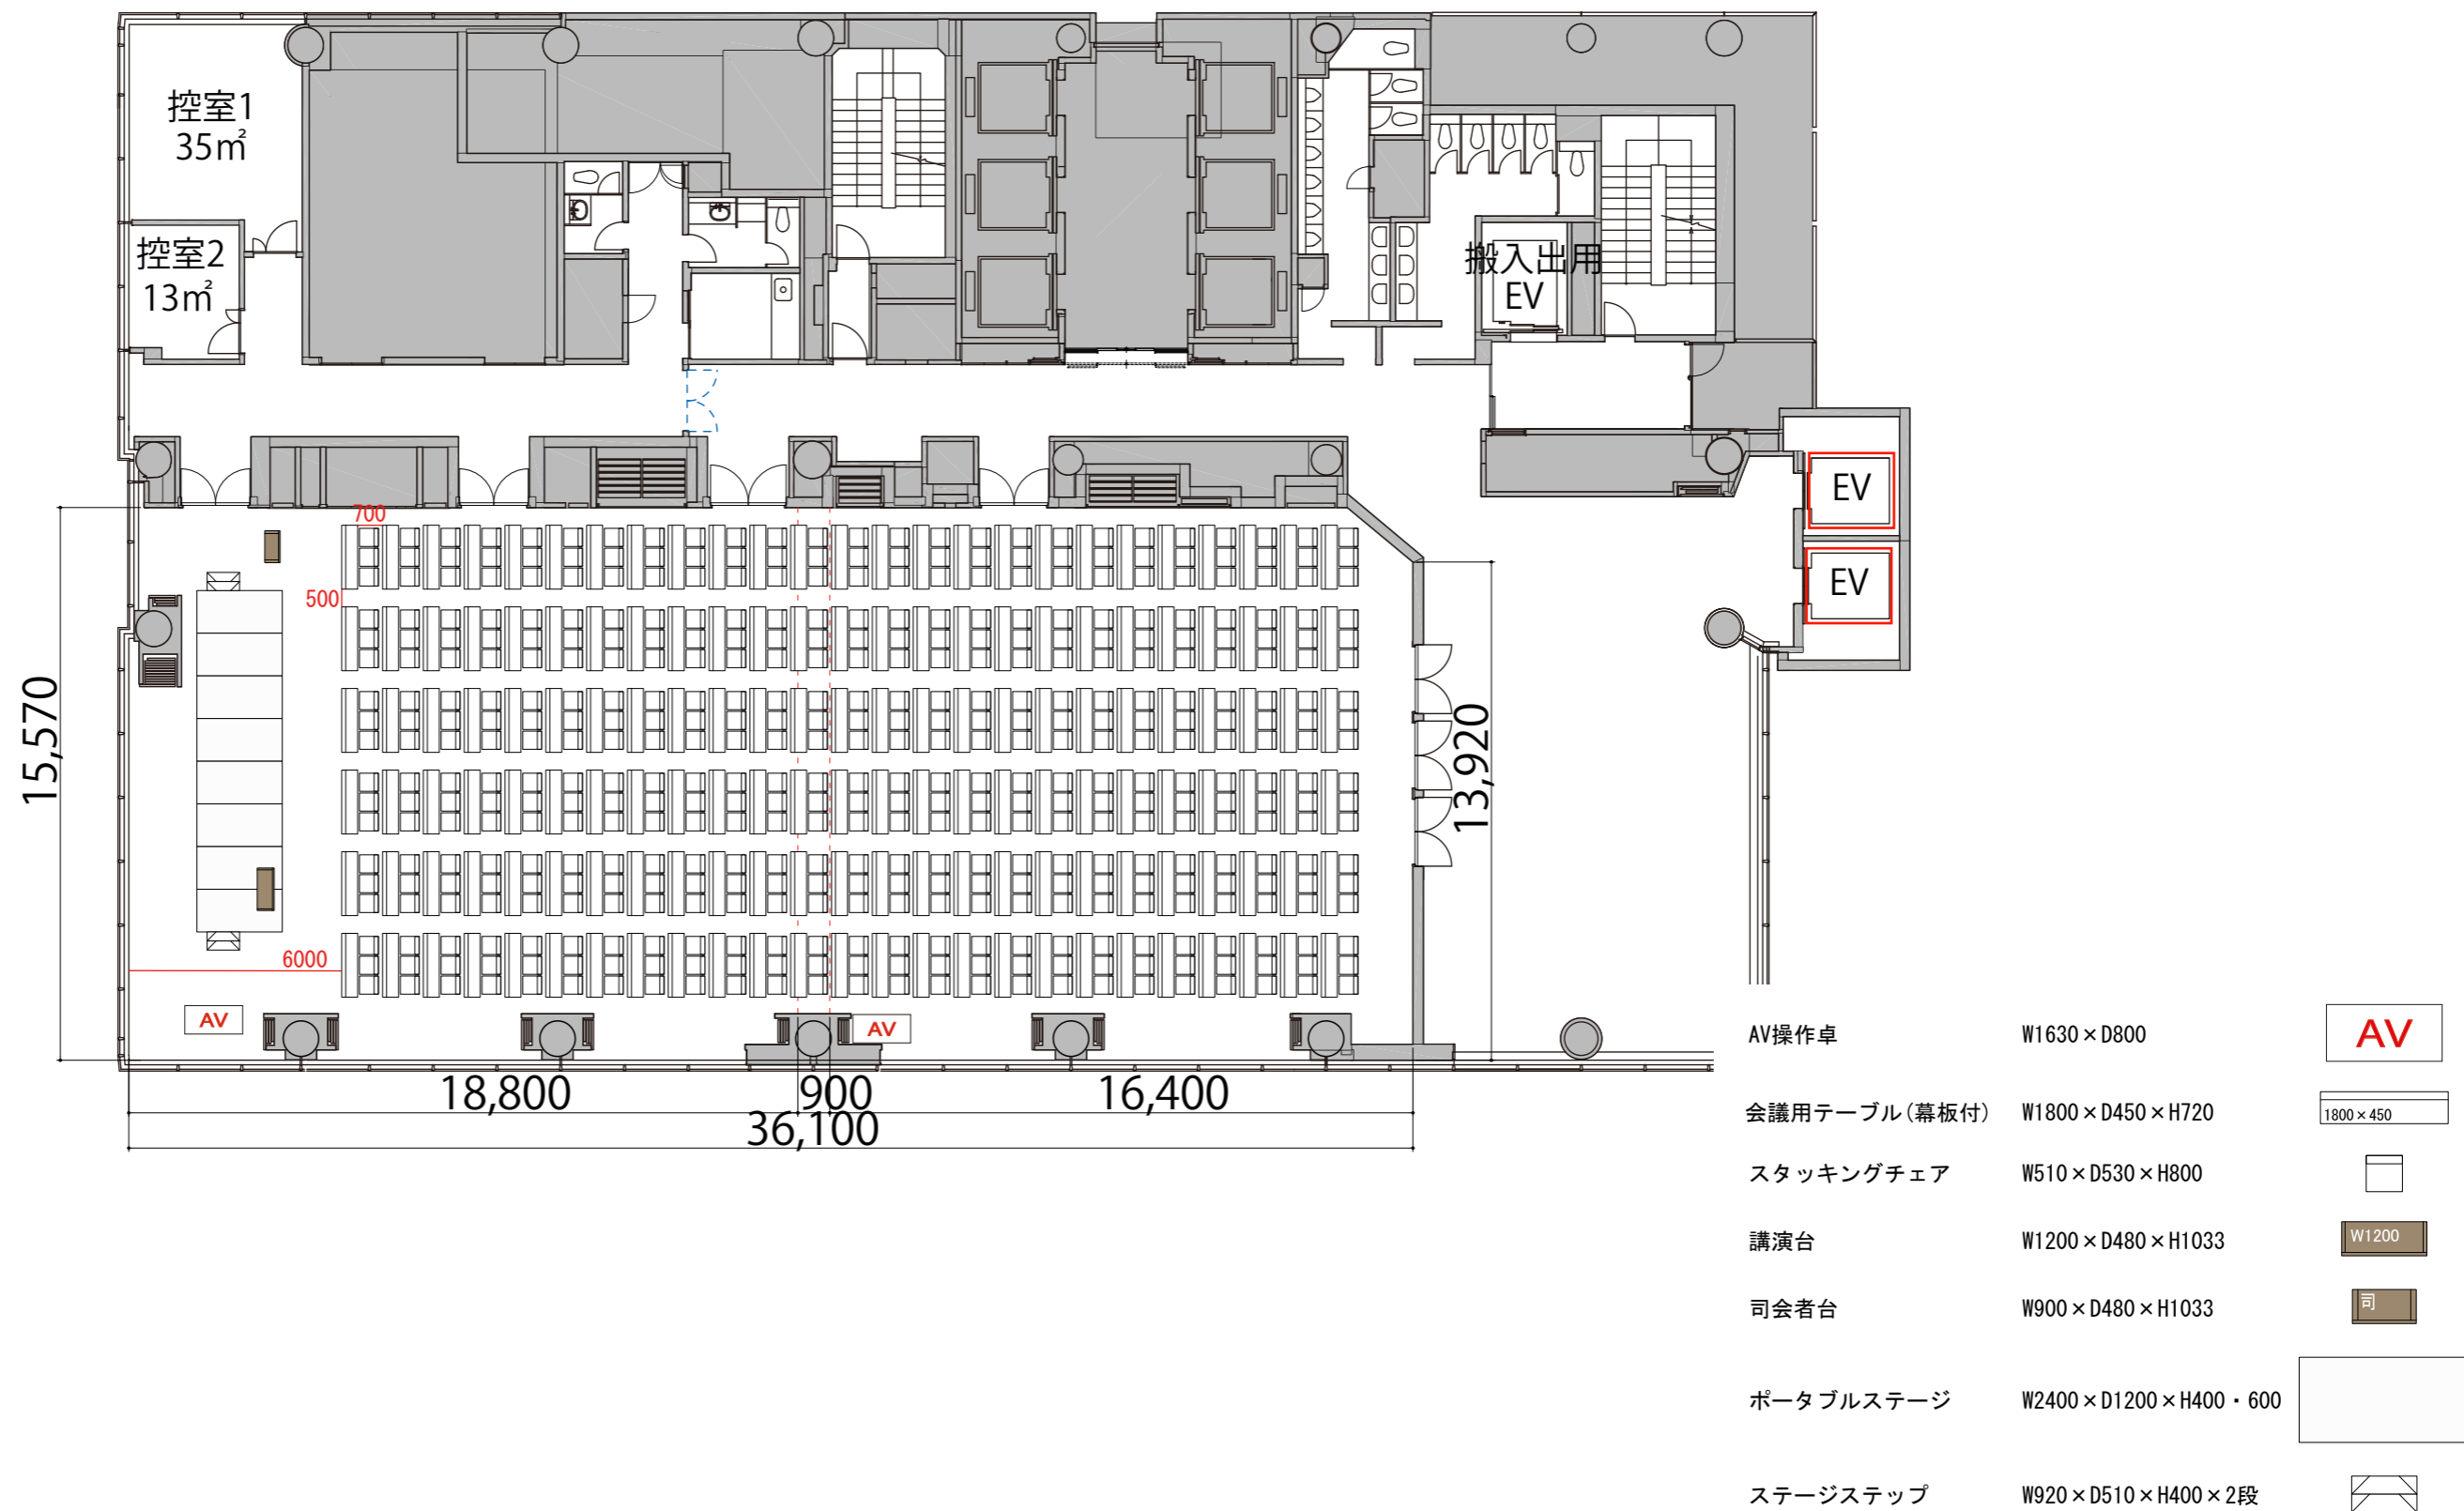 控室1
35㎡
控室2
13㎡
搬入出用
EV
EV
EV
700
500
6000
15,570
13,920
AV
AV
18,800
900
16,400
36,100
AV操作卓 W1630×D800 AV
会議用テーブル(幕板付) W1800×D450×H720 1800×450
スタッキングチェア W510×D530×H800
講演台 W1200×D480×H1033 W1200
司会者台 W900×D480×H1033 司
ポータブルステージ W2400×D1200×H400・600
ステージステップ W920×D510×H400×2段